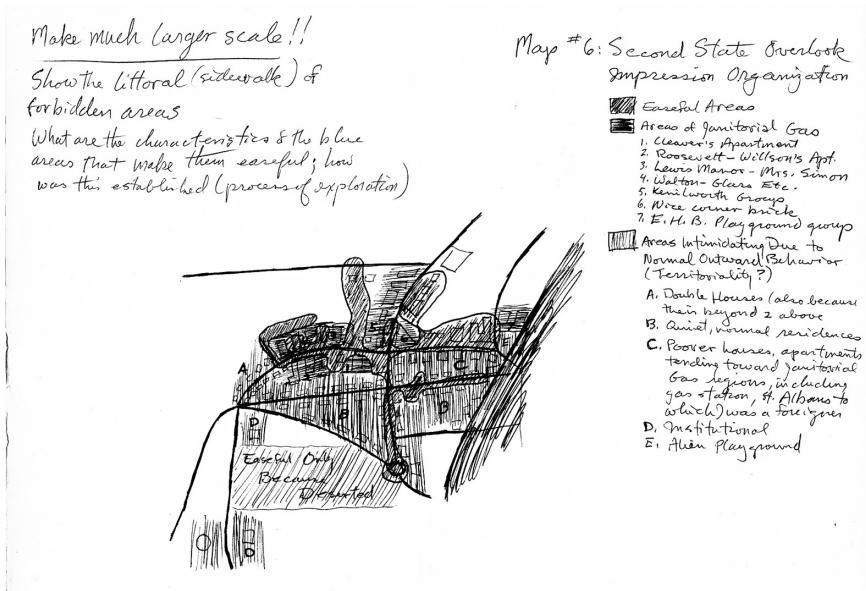 Make much larger scale!!
Show the littoral (sidewalk) of
forbidden areas
What are the characteristics of the blue
areas that make them easeful; how
was this established (process of exploration)
Map #6: Second State Overlook
Impression Organization
Easeful Areas
Areas of Janitorial Gas
1. Cleaver's Apartment
2. Roosevelt - Willson's Apt.
3. Lewis Manor - Mrs. Simon
4. Walton - Glass Etc.
5. Kenilworth Group
6. Nice corner brick
7. E.H.B. Playground group
Areas Intimidating Due to
Normal Outward Behavior
(Territoriality?)
A. Double Houses (also because
their beyond 2 above
B. Quiet, normal residences
C. Poorer houses, apartments
tending toward janitorial
gas regions, including
gas station, St. Albans to
which I was a foreigner
D. Institutional
E. Alien Playground
A
C
B
D
D
Easeful Only
Because
Deserted
D